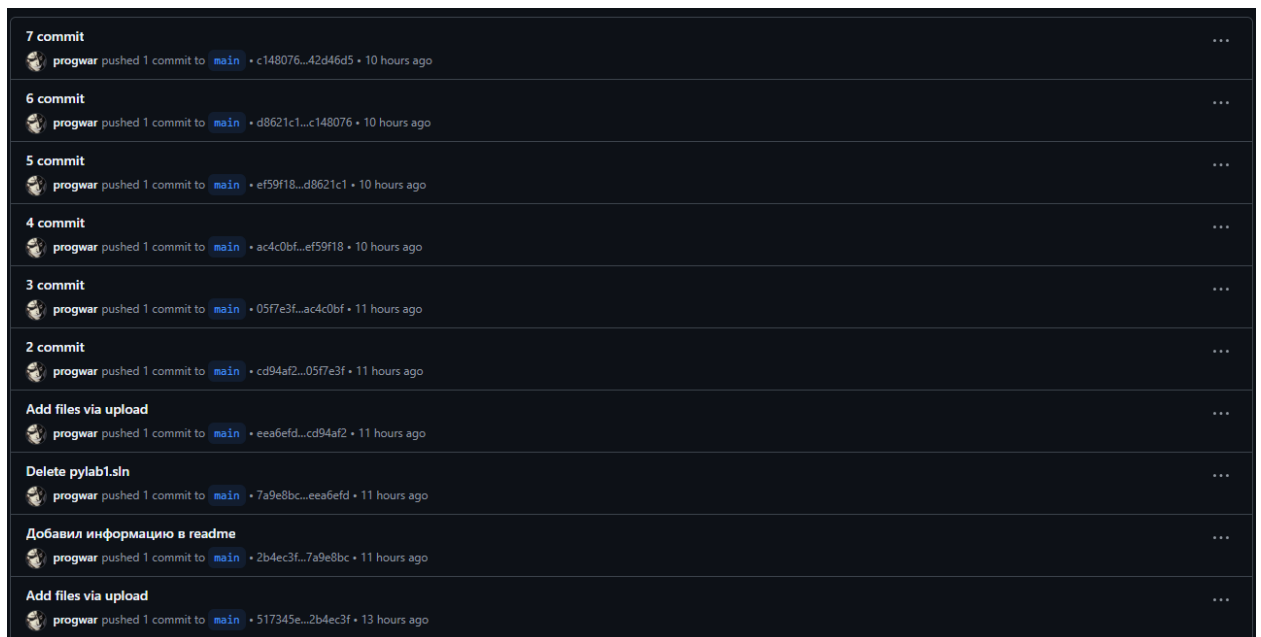 7 commit
progwar pushed 1 commit to main • c148076...42d46d5 • 10 hours ago
6 commit
progwar pushed 1 commit to main • d8621c1...c148076 • 10 hours ago
5 commit
progwar pushed 1 commit to main • ef59f18...d8621c1 • 10 hours ago
4 commit
progwar pushed 1 commit to main • ac4c0bf...ef59f18 • 10 hours ago
3 commit
progwar pushed 1 commit to main • 05f7e3f...ac4c0bf • 11 hours ago
2 commit
progwar pushed 1 commit to main • cd94af2...05f7e3f • 11 hours ago
Add files via upload
progwar pushed 1 commit to main • eea6efd...cd94af2 • 11 hours ago
Delete pylab1.sln
progwar pushed 1 commit to main • 7a9e8bc...eea6efd • 11 hours ago
Добавил информацию в readme
progwar pushed 1 commit to main • 2b4ec3f...7a9e8bc • 11 hours ago
Add files via upload
progwar pushed 1 commit to main • 517345e...2b4ec3f • 13 hours ago